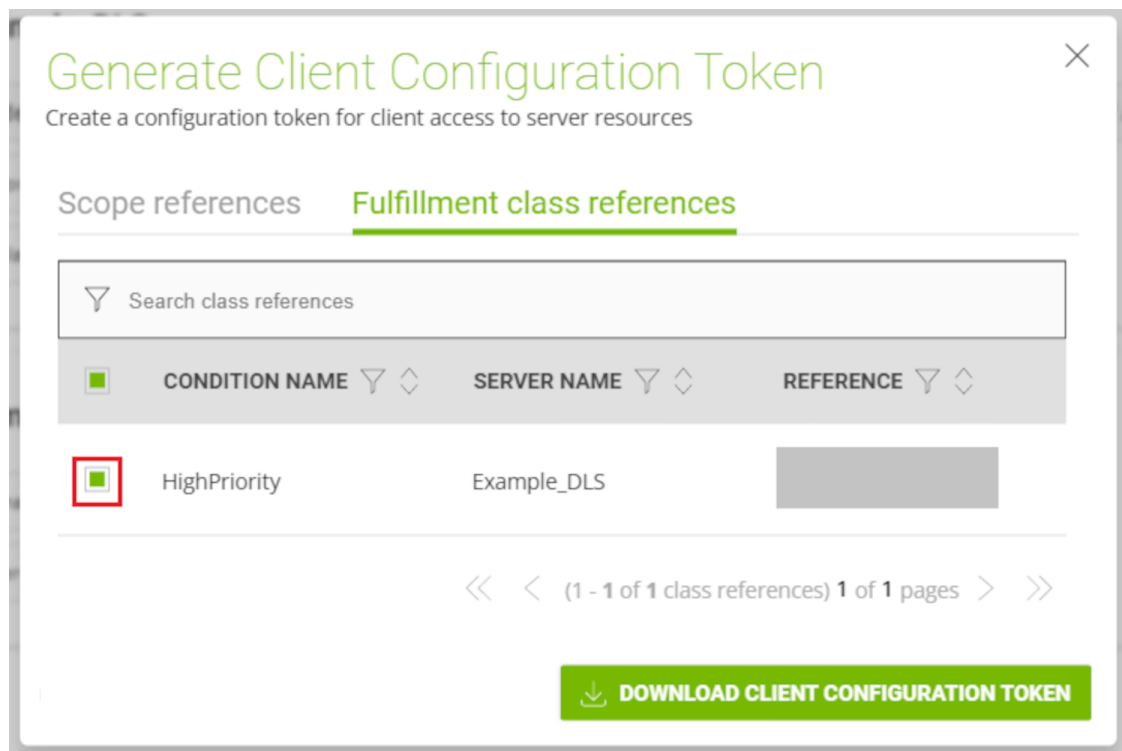 Generate Client Configuration Token
Create a configuration token for client access to server resources
Scope references Fulfillment class references
Search class references
CONDITION NAME SERVER NAME REFERENCE
HighPriority Example_DLS
(1 - 1 of 1 class references) 1 of 1 pages
DOWNLOAD CLIENT CONFIGURATION TOKEN